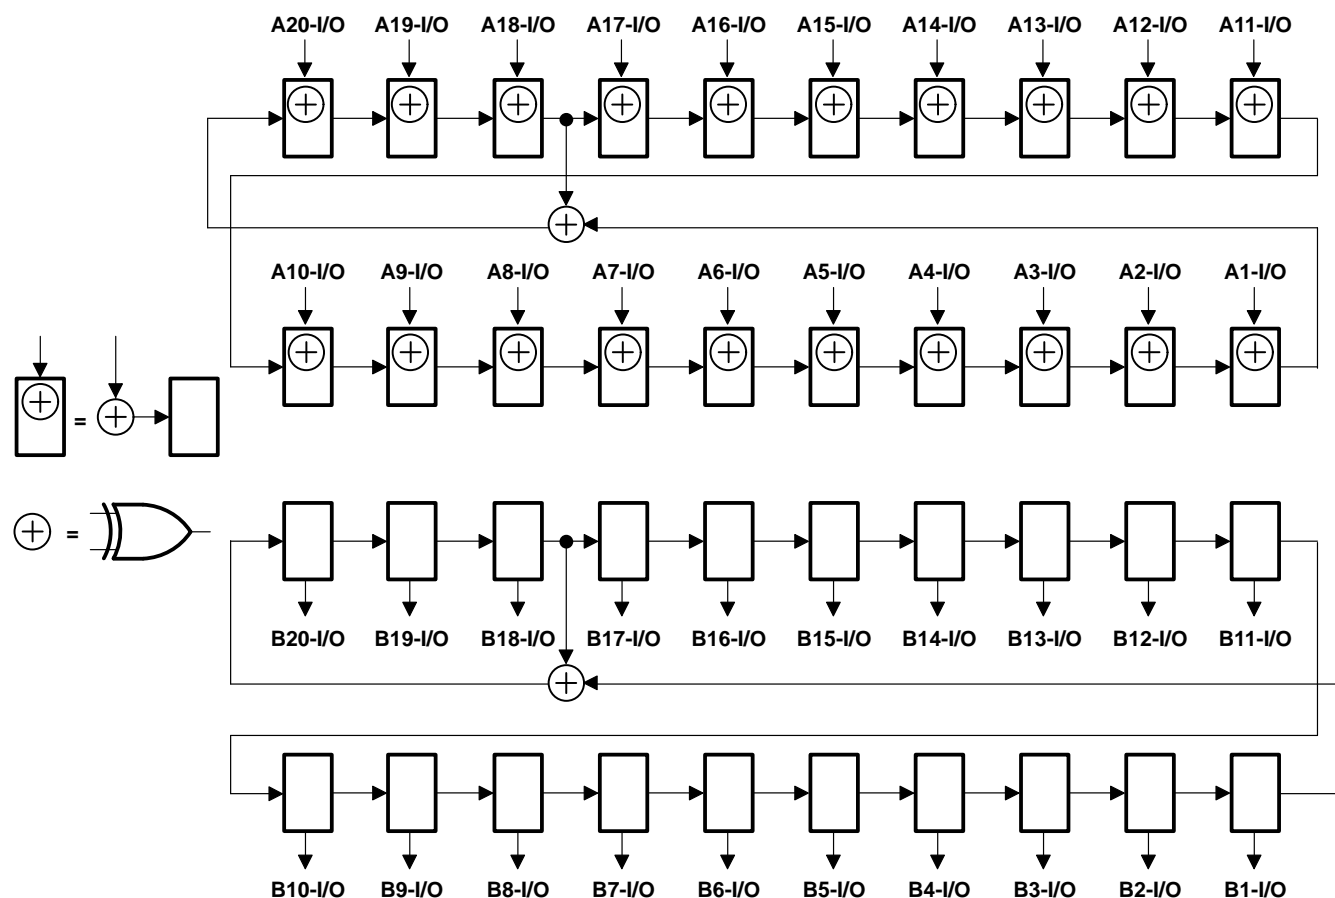 A20-I/O A19-I/O A18-I/O A17-I/O A16-I/O A15-I/O A14-I/O A13-I/O A12-I/O A11-I/O
A10-I/O A9-I/O A8-I/O A7-I/O A6-I/O A5-I/O A4-I/O A3-I/O A2-I/O A1-I/O
=
=
B20-I/O B19-I/O B18-I/O B17-I/O B16-I/O B15-I/O B14-I/O B13-I/O B12-I/O B11-I/O
B10-I/O B9-I/O B8-I/O B7-I/O B6-I/O B5-I/O B4-I/O B3-I/O B2-I/O B1-I/O